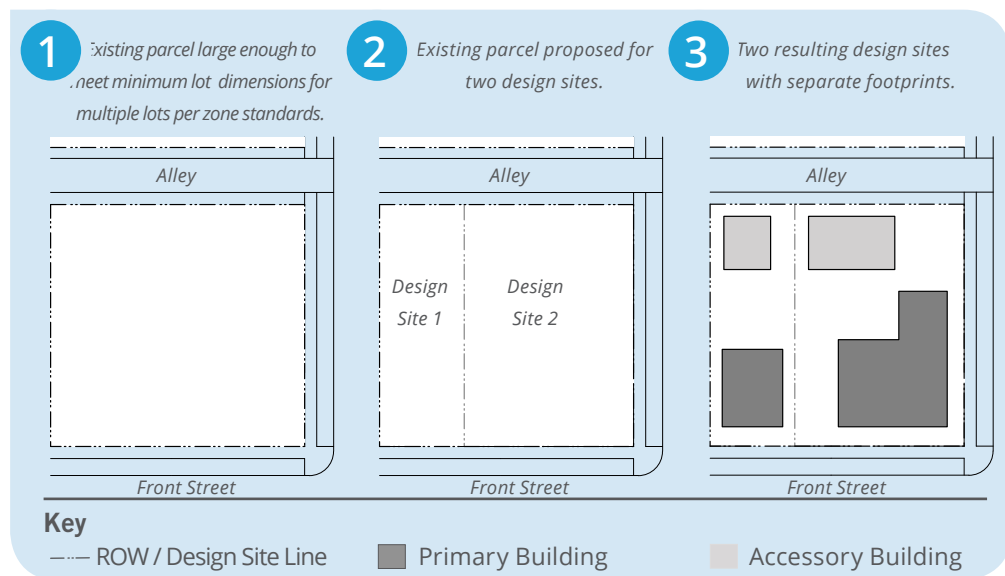 1
Existing parcel large enough to
meet minimum lot dimensions for
multiple lots per zone standards.
2
Existing parcel proposed for
two design sites.
3
Two resulting design sites
with separate footprints.
Alley
Alley
Alley
Design
Site 1
Design
Site 2
Front Street
Front Street
Front Street
Key
ROW / Design Site Line
Primary Building
Accessory Building